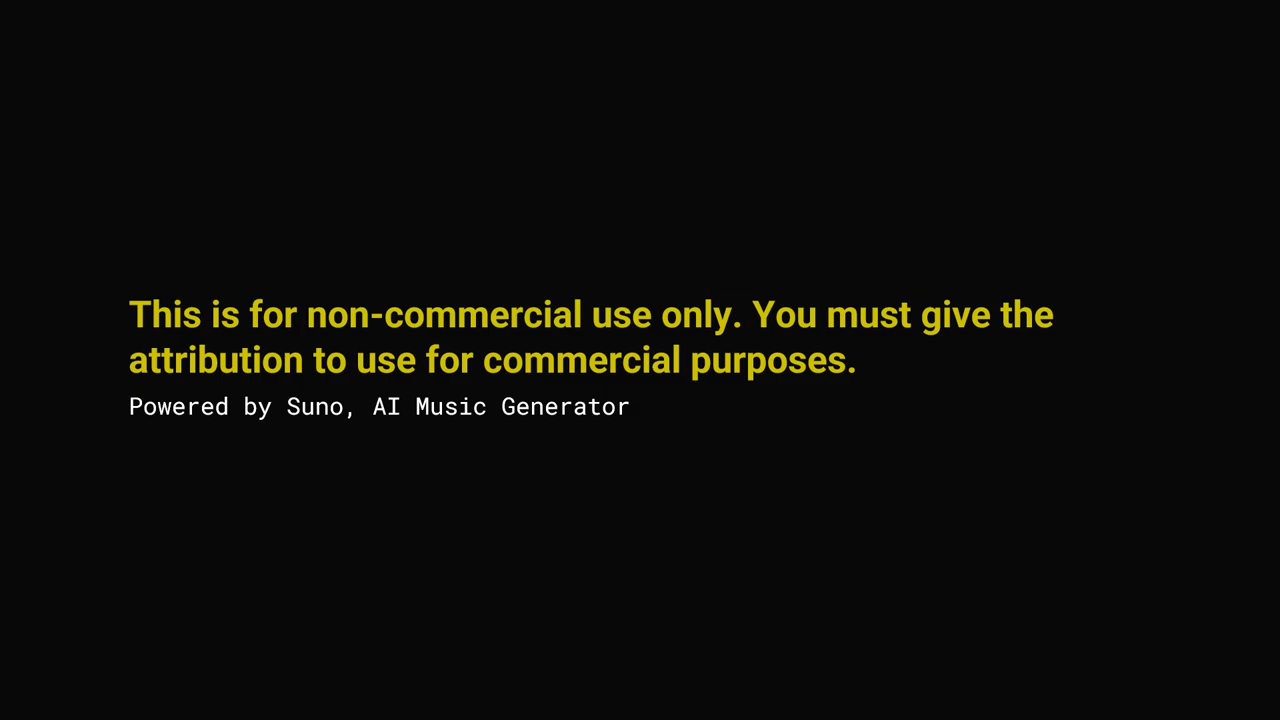 This is for non-commercial use only. You must give the
attribution to use for commercial purposes.
Powered by Suno, AI Music Generator